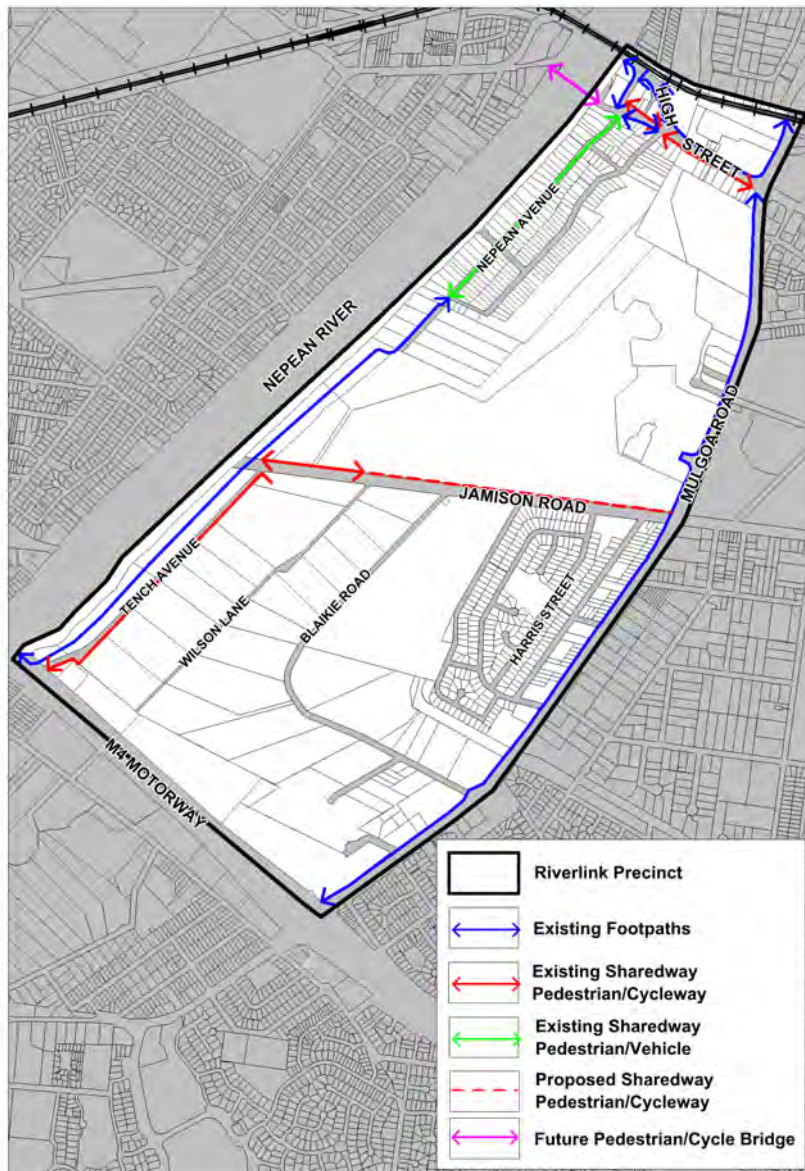 HIGH
STREET
NEPEAN AVENUE
NEPEAN RIVER
MULGOA ROAD
JAMISON ROAD
TENCH AVENUE
WILSON LANE
BLAIKIE ROAD
HARRIS STREET
M4 MOTORWAY
Riverlink Precinct
Existing Footpaths
Existing Sharedway
Pedestrian/Cycleway
Existing Sharedway
Pedestrian/Vehicle
Proposed Sharedway
Pedestrian/Cycleway
Future Pedestrian/Cycle Bridge